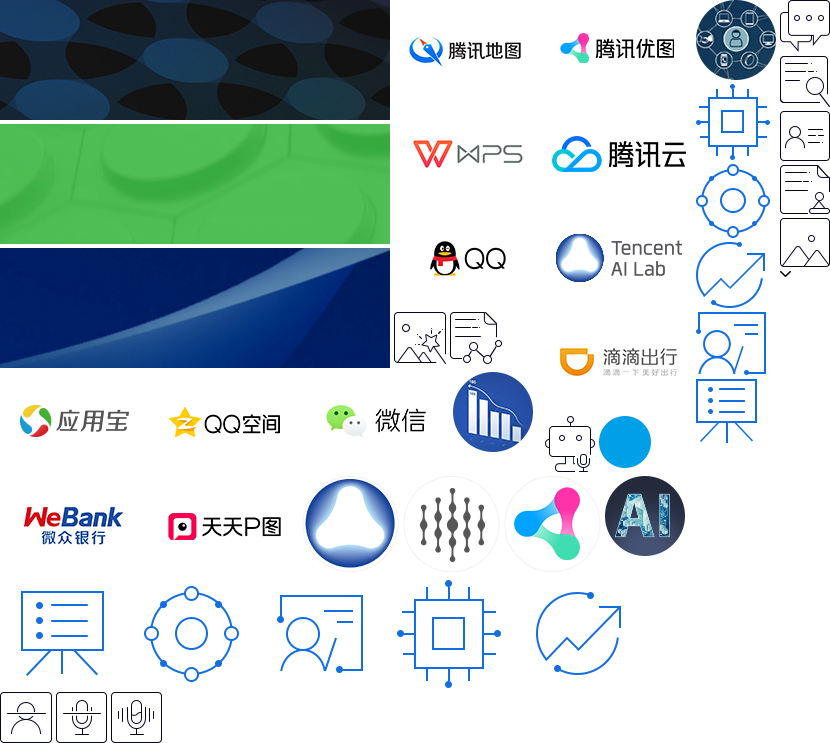 腾讯地图
腾讯优图
WPS
腾讯云
QQ
Tencent
AI Lab
滴滴出行
滴滴一下 美好出行
应用宝
QQ空间
微信
WeBank
微众银行
天天P图
AI